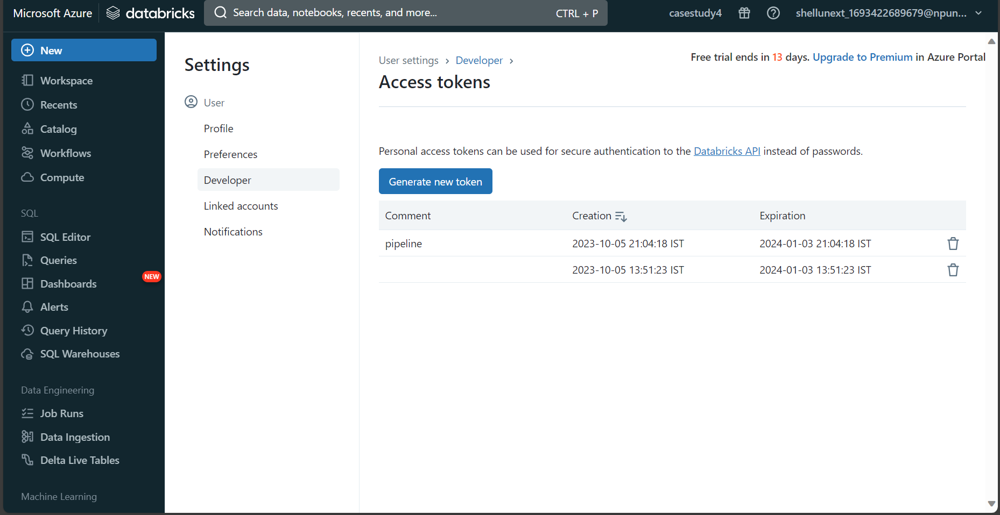 Microsoft Azure databricks Search data, notebooks, recents, and more... CTRL + P casestudy4 shellunext_1693422689679@npun...
New
Workspace
Recents
Catalog
Workflows
Compute
SQL
SQL Editor
Queries
Dashboards NEW
Alerts
Query History
SQL Warehouses
Data Engineering
Job Runs
Data Ingestion
Delta Live Tables
Machine Learning
Settings
User
Profile
Preferences
Developer
Linked accounts
Notifications
User settings › Developer ›
Free trial ends in 13 days. Upgrade to Premium in Azure Portal
Access tokens
Personal access tokens can be used for secure authentication to the Databricks API instead of passwords.
Generate new token
Comment Creation Expiration
pipeline 2023-10-05 21:04:18 IST 2024-01-03 21:04:18 IST
2023-10-05 13:51:23 IST 2024-01-03 13:51:23 IST